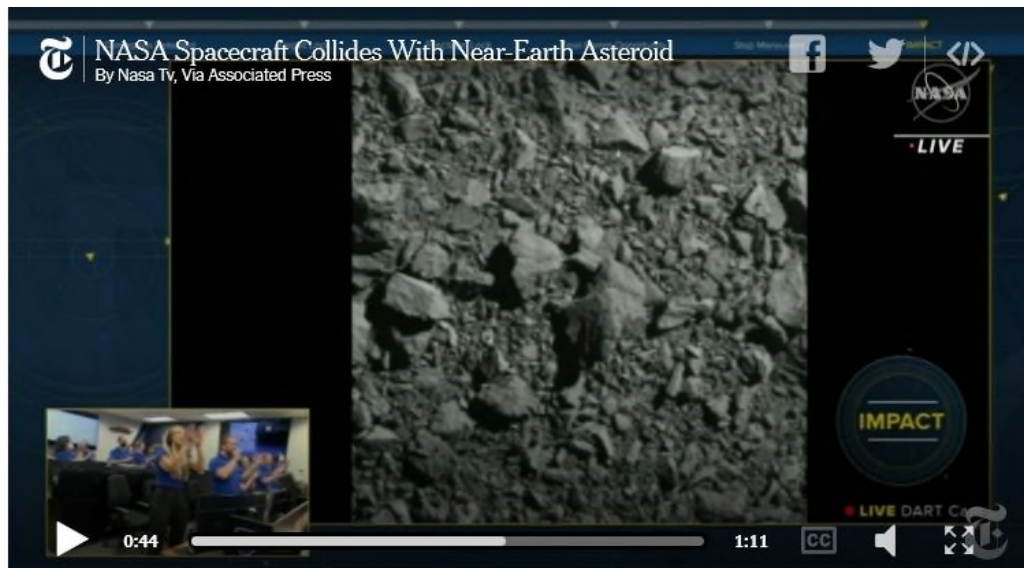 NASA Spacecraft Collides With Near-Earth Asteroid
By Nasa Tv, Via Associated Press
NASA
LIVE
IMPACT
LIVE DART
0:44
1:11
CC